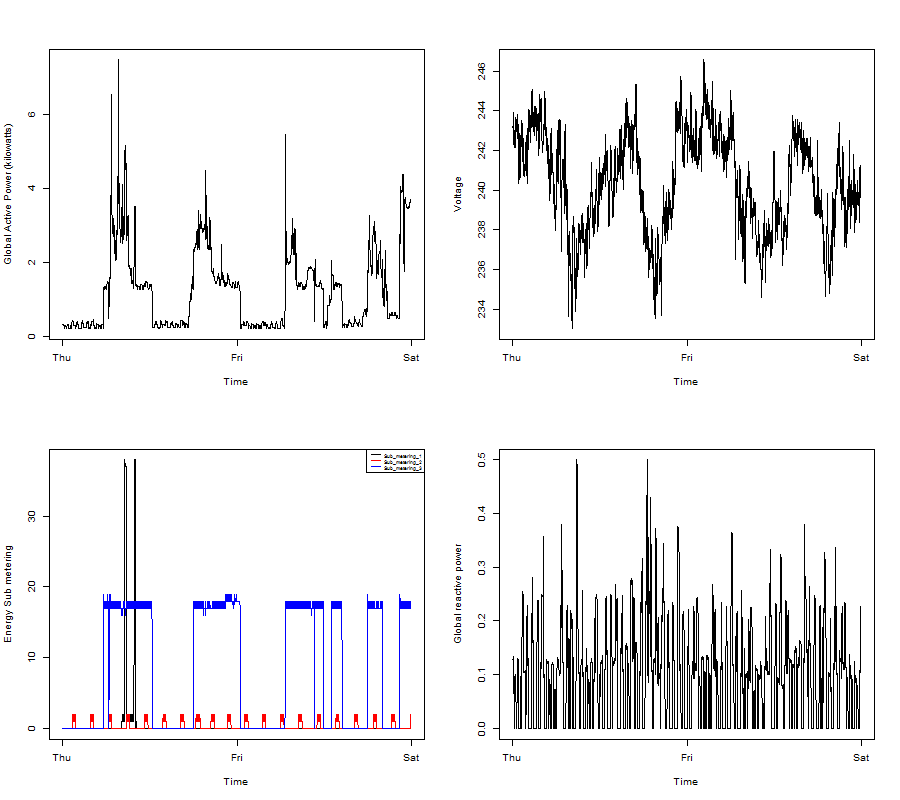 Global Active Power (kilowatts)
6
4
2
0
Thu Fri Sat
Time
Voltage
246
244
242
240
238
236
234
Thu Fri Sat
Time
Energy Sub metering
30
20
10
0
Sub_metering_1
Sub_metering_2
Sub_metering_3
Thu Fri Sat
Time
Global reactive power
0.5
0.4
0.3
0.2
0.1
0.0
Thu Fri Sat
Time